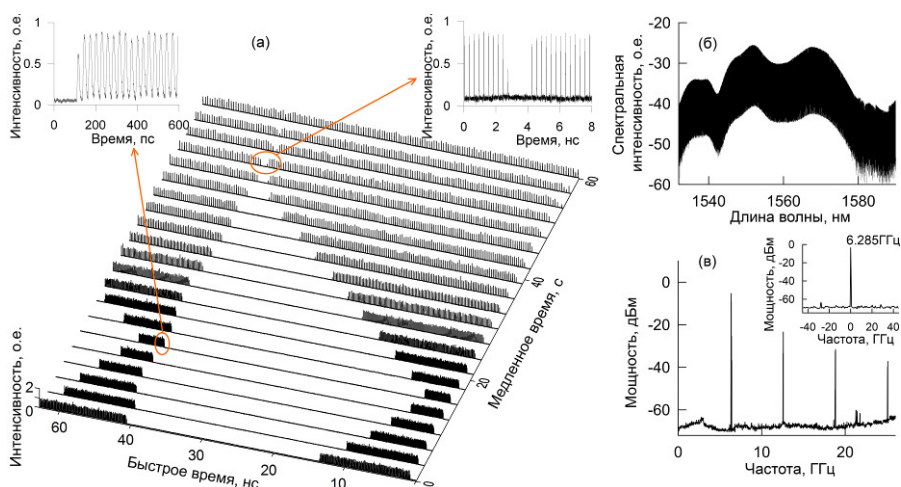 (а)
Интенсивность, о.е.
1
0.5
0
0 200 400 600
Время, пс
Интенсивность, о.е.
1
0.5
0
0 2 4 6 8
Время, нс
Интенсивность, о.е.
2
0
60 40 30 20 10
Быстрое время, нс
0 20 40 60
Медленное время, с
(б)
Спектральная
интенсивность, о.е.
-20
-30
-40
-50
-60
1540 1560 1580
Длина волны, нм
(в)
Мощность, дБм
0
-20
-40
-60
0 10 20
Частота, ГГц
6.285ГГц
Мощность, дБм
0
-20
-40
-60
-40 -20 0 20 40
Частота, ГГц